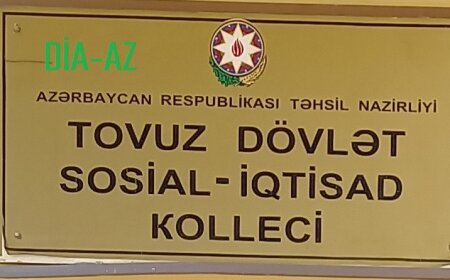 DİA-AZ
AZƏRBAYCAN RESPUBLİKASI TƏHSİL NAZİRLİYİ
TOVUZ DÖVLƏT
SOSİAL-İQTİSAD
KOLLECİ